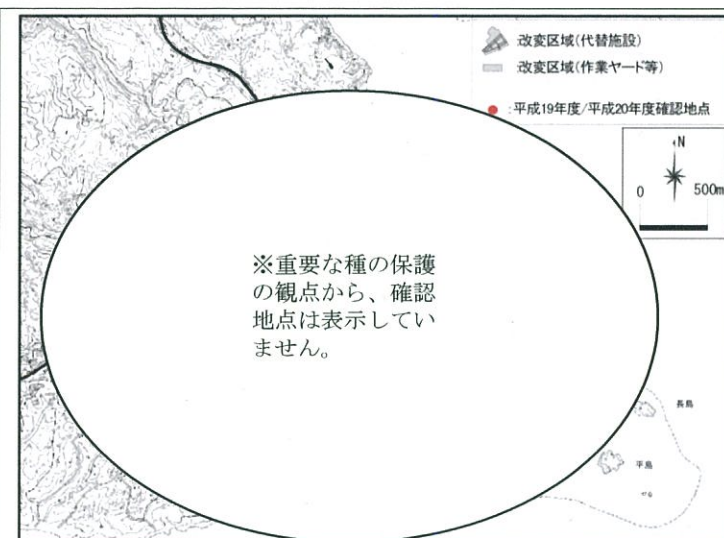 :改変区域(代替施設)
:改変区域(作業ヤード等)
:平成19年度/平成20年度確認地点
N
0 500m
※重要な種の保護
の観点から、確認
地点は表示してい
ません。
長島
平島